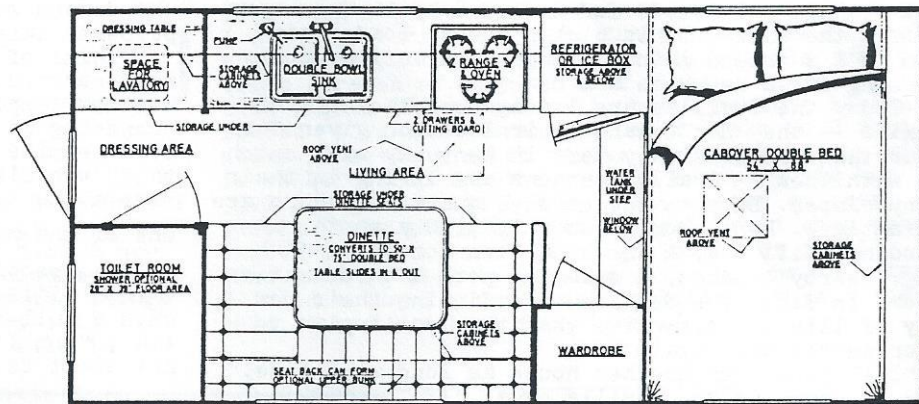 DRESSING TABLE
SPACE
FOR
LAVATORY
PUMP
STORAGE
CABINETS
ABOVE
DOUBLE BOWL
SINK
RANGE
& OVEN
REFRIGERATOR
OR ICE BOX
STORAGE ABOVE
& BELOW
STORAGE UNDER
2 DRAWERS &
CUTTING BOARD
DRESSING AREA
ROOF VENT
ABOVE
LIVING AREA
WATER
TANK
UNDER
STEP
WINDOW
BELOW
CABOVER DOUBLE BED
54" X 88"
ROOF VENT
ABOVE
STORAGE
CABINETS
ABOVE
STORAGE UNDER
DINETTE SEATS
DINETTE
CONVERTS TO 50" X
75" DOUBLE BED
TABLE SLIDES IN & OUT
TOILET ROOM
SHOWER OPTIONAL
28" X 38" FLOOR AREA
STORAGE
CABINETS
ABOVE
WARDROBE
SEAT BACK CAN FORM
OPTIONAL UPPER BUNK